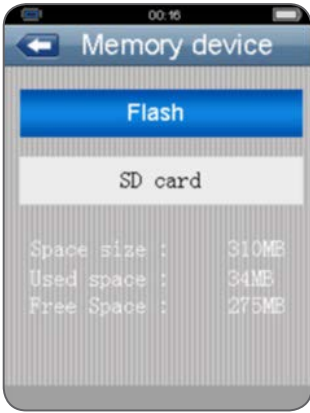 00:16
Memory device
Flash
SD card
Space size : 310MB
Used space : 34MB
Free Space : 275MB